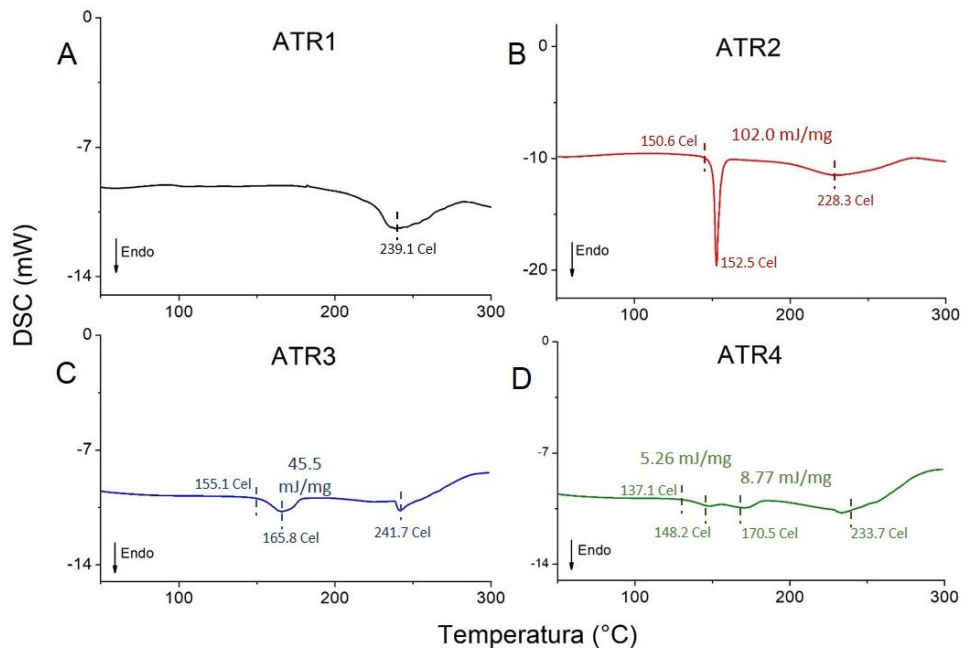 A
ATR1
0
-7
-14
Endo
239.1 Cel
100
200
300
B
ATR2
0
-10
-20
150.6 Cel
102.0 mJ/mg
228.3 Cel
152.5 Cel
Endo
100
200
300
DSC (mW)
C
ATR3
0
-7
-14
155.1 Cel
45.5
mJ/mg
165.8 Cel
241.7 Cel
Endo
100
200
300
D
ATR4
0
-7
-14
5.26 mJ/mg
8.77 mJ/mg
137.1 Cel
148.2 Cel
170.5 Cel
233.7 Cel
Endo
100
200
300
Temperatura (°C)